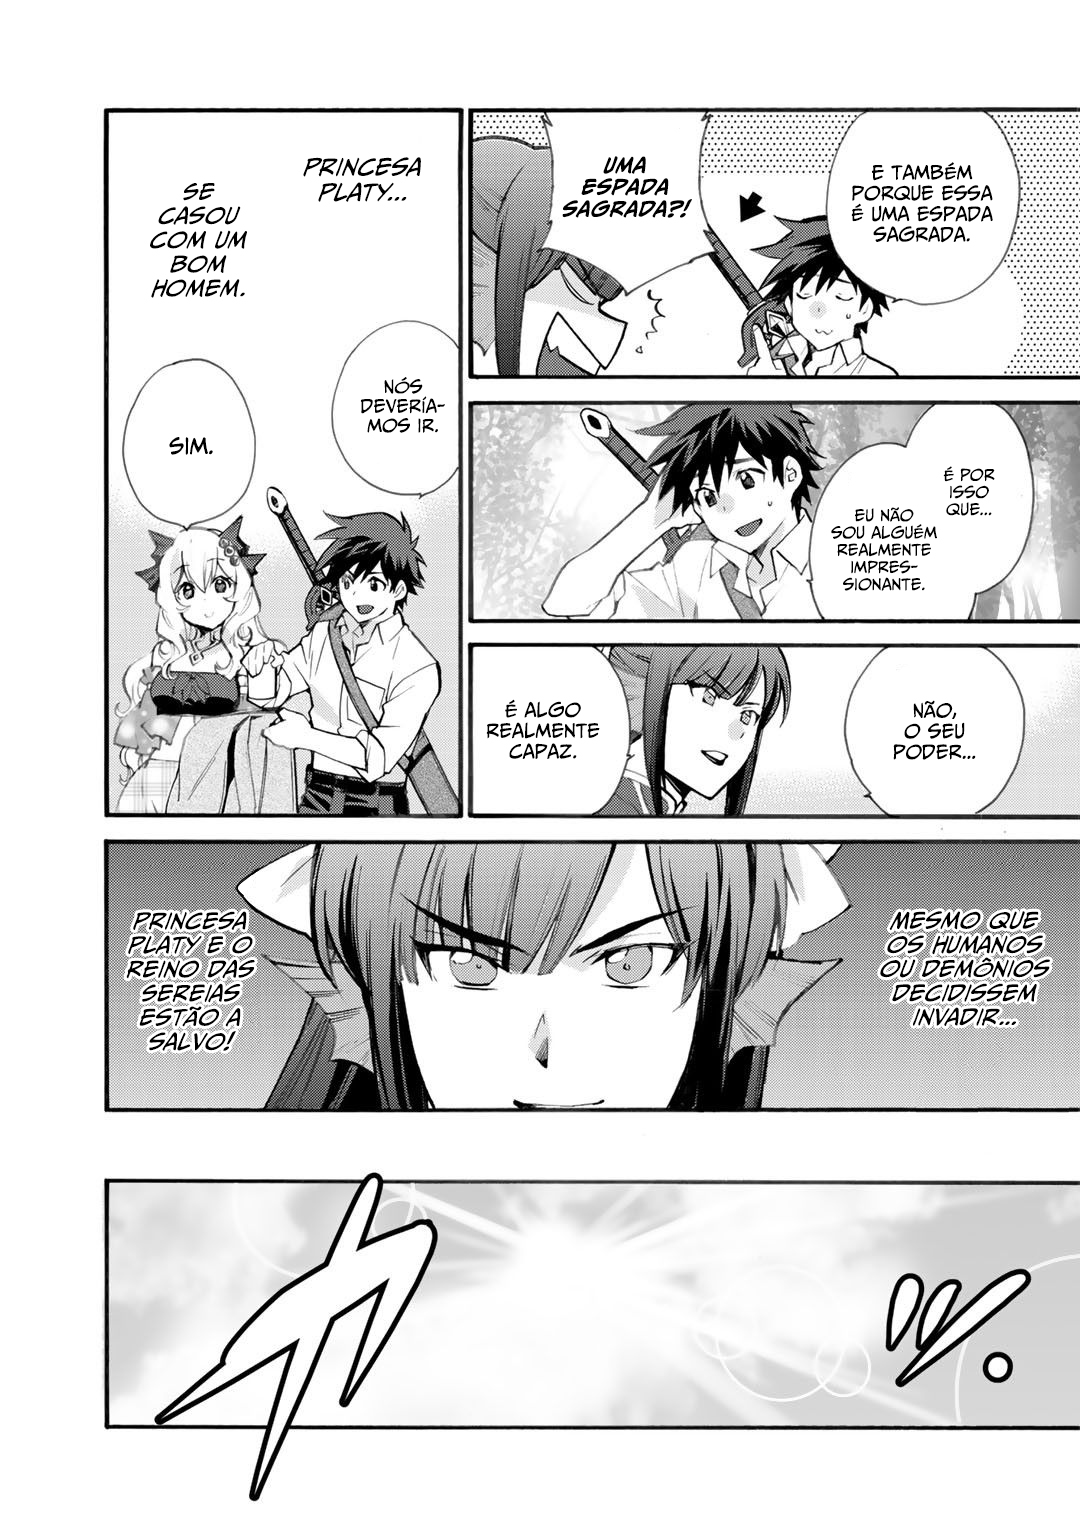 E TAMBÉM
PORQUE ESSA
É UMA ESPADA
SAGRADA.
UMA
ESPADA
SAGRADA?!
É POR
ISSO
QUE...
EU NÃO
SOU ALGUÉM
REALMENTE
IMPRES-
SIONANTE.
NÃO,
O SEU
PODER...
É ALGO
REALMENTE
CAPAZ.
PRINCESA
PLATY...
SE
CASOU
COM UM
BOM
HOMEM.
NÓS
DEVERÍA-
MOS IR.
SIM.
MESMO QUE
OS HUMANOS
OU DEMÔNIOS
DECIDISSEM
INVADIR...
PRINCESA
PLATY E O
REINO DAS
SEREIAS
ESTÃO A
SALVO!